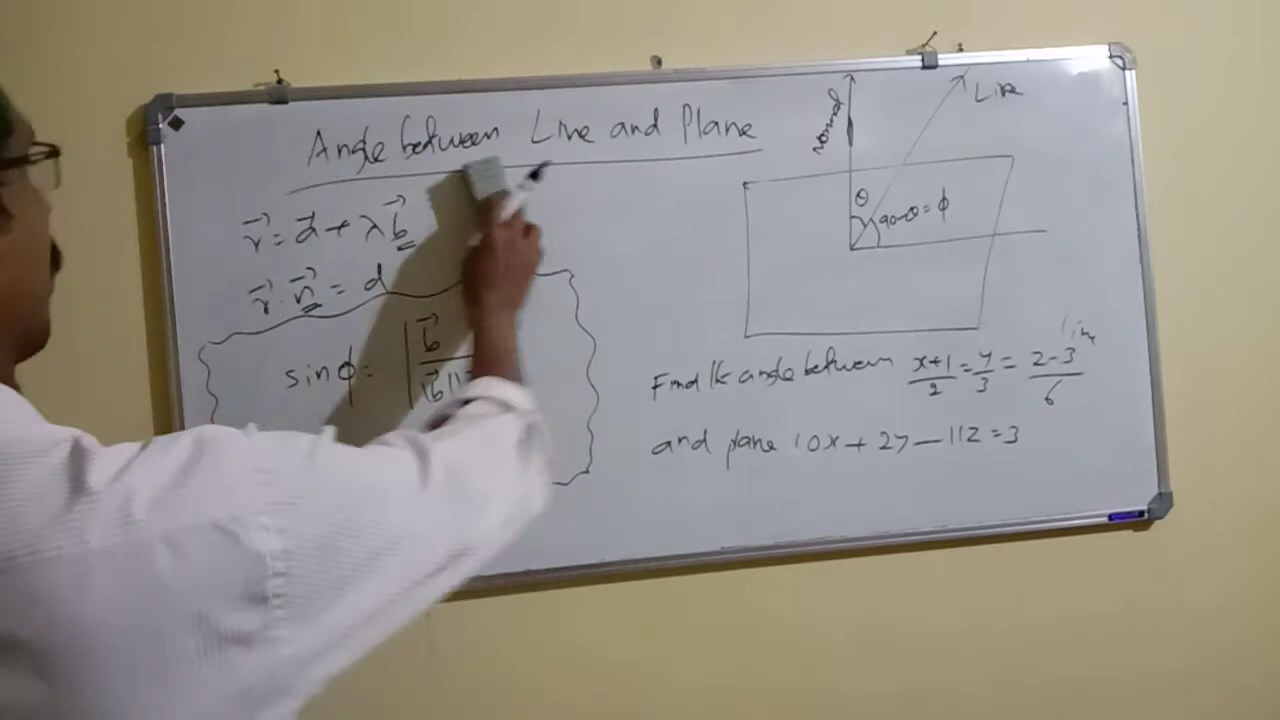 Angle between Line and Plane
r⃗ = a⃗ + λ b⃗
r⃗ . n⃗ = d
sin φ = | b⃗
|b⃗||
normal
Line
θ
90-θ = φ
line
Find the angle between x+1/2 = y/3 = z-3/6
and plane 10x + 2y - 11z = 3